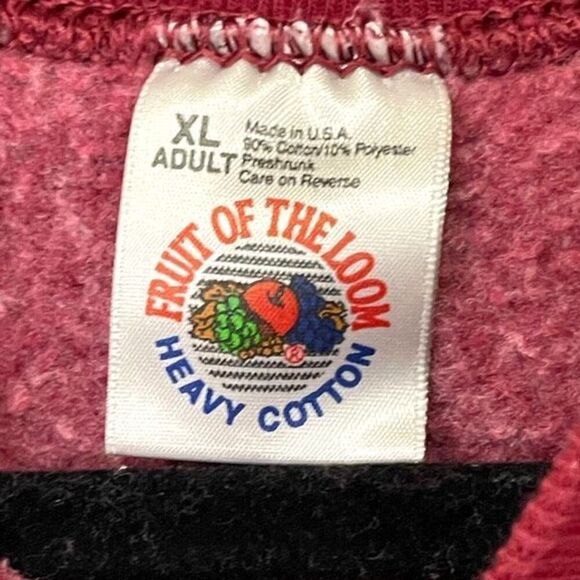 XL
ADULT
Made in U.S.A.
90% Cotton/10% Polyester
Preshrunk
Care on Reverse
FRUIT OF THE LOOM
®
HEAVY COTTON